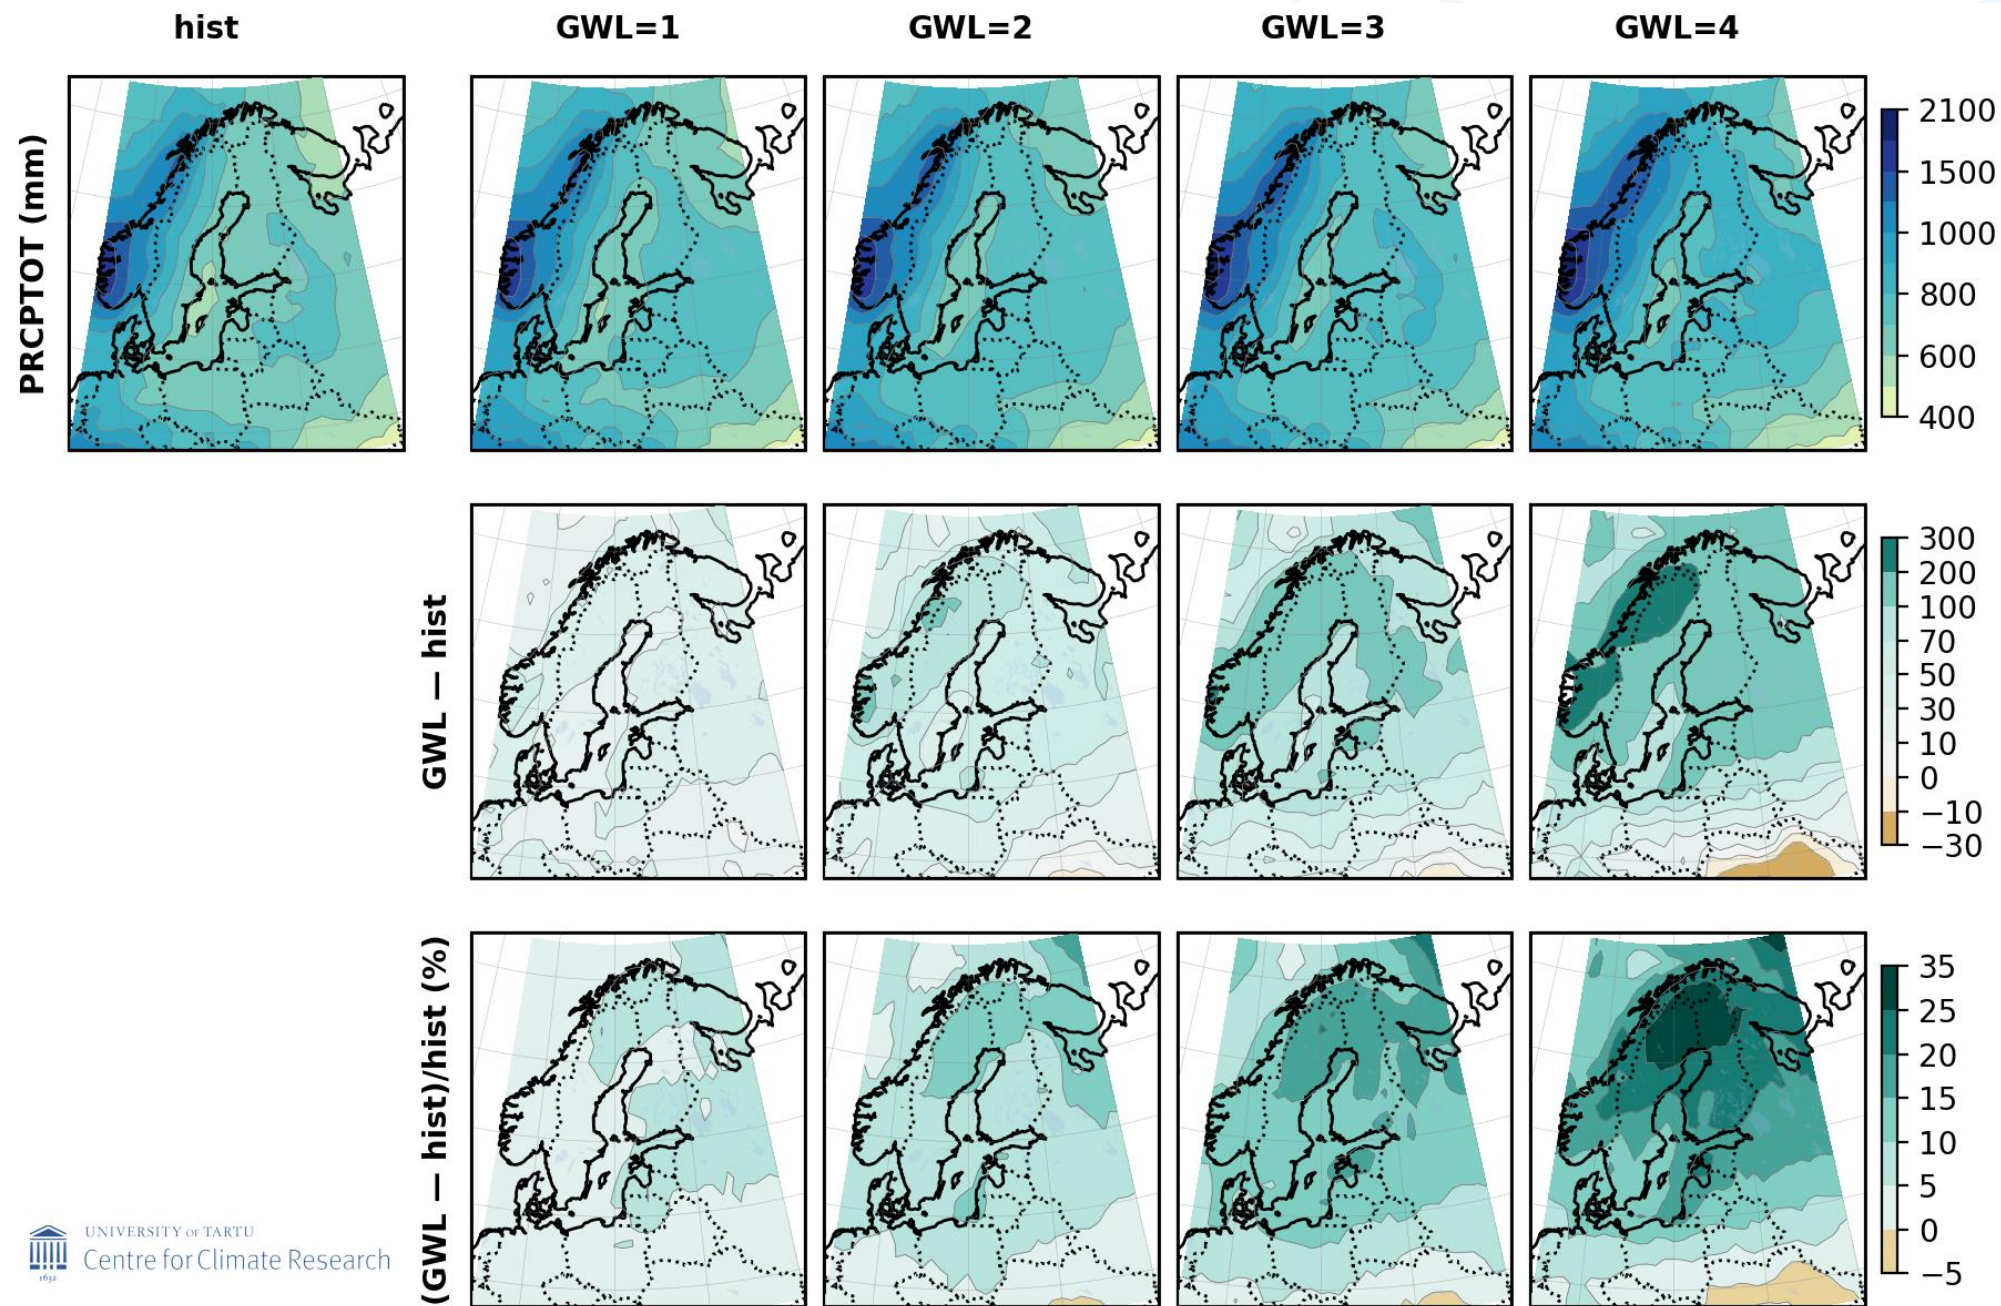 hist
GWL=1
GWL=2
GWL=3
GWL=4
PRCPTOT (mm)
2100
1500
1000
800
600
400
GWL — hist
300
200
100
70
50
30
10
0
−10
−30
(GWL — hist)/hist (%)
35
25
20
15
10
5
0
−5
UNIVERSITY OF TARTU
Centre for Climate Research
1632